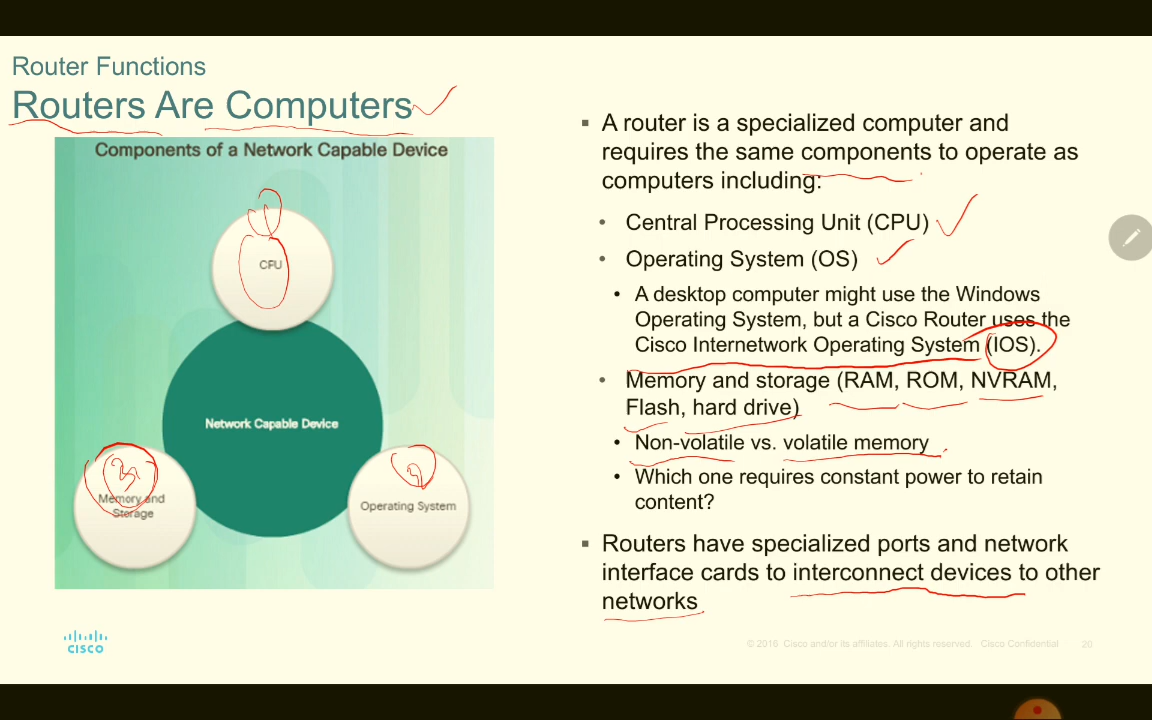 Router Functions
Routers Are Computers
Components of a Network Capable Device
CPU
Network Capable Device
Memory and
Storage
Operating System
A router is a specialized computer and
requires the same components to operate as
computers including:
Central Processing Unit (CPU)
Operating System (OS)
A desktop computer might use the Windows
Operating System, but a Cisco Router uses the
Cisco Internetwork Operating System (IOS).
Memory and storage (RAM, ROM, NVRAM,
Flash, hard drive)
Non-volatile vs. volatile memory
Which one requires constant power to retain
content?
Routers have specialized ports and network
interface cards to interconnect devices to other
networks
CISCO
© 2016 Cisco and/or its affiliates. All rights reserved. Cisco Confidential 20